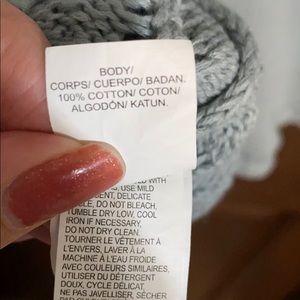 BODY/
CORPS/ CUERPO/ BADAN.
100% COTTON/ COTON/
ALGODÓN/ KATUN.
WITH
USE MILD
DELICATE
DO NOT BLEACH,
TUMBLE DRY LOW, COOL
IRON IF NECESSARY.
DO NOT DRY CLEAN.
TOURNER LE VÊTEMENT À
L'ENVERS, LAVER À LA
MACHINE À L'EAU FROIDE
AVEC COULEURS SIMILAIRES,
UTILISER DU DÉTERGENT
DOUX, CYCLE DÉLICAT,
NE PAS JAVELLISER, SÉCHER